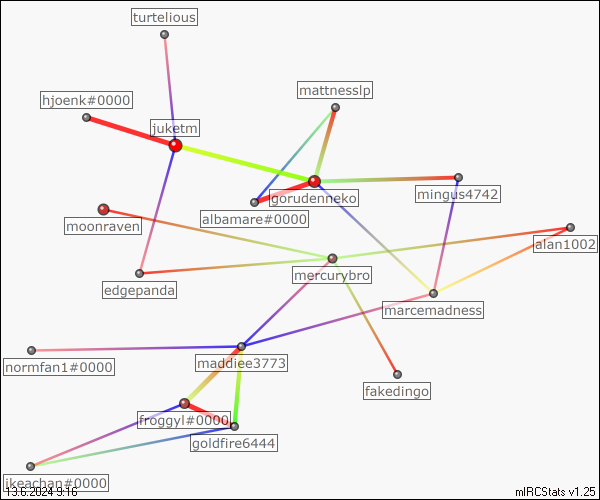 turtelious
mattnesslp
hjoenk#0000
juketm
gorudenneko
mingus4742
albamare#0000
moonraven
alan1002
mercurybro
edgepanda
marcemadness
maddiee3773
normfan1#0000
fakedingo
froggyl#0000
goldfire6444
ikeachan#0000
13.6.2024 9:16
mIRCStats v1.25